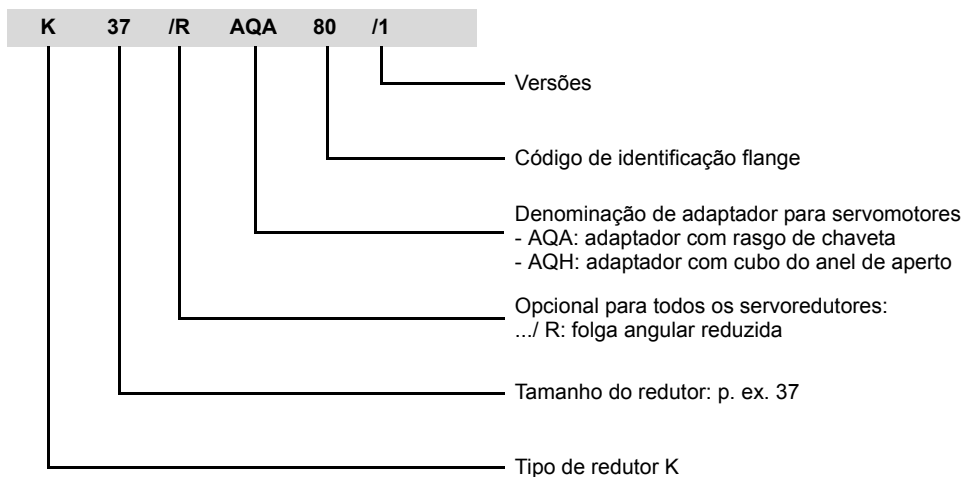 K 37 /R AQA 80 /1
Versões
Código de identificação flange
Denominação de adaptador para servomotores
- AQA: adaptador com rasgo de chaveta
- AQH: adaptador com cubo do anel de aperto
Opcional para todos os servoredutores:
.../ R: folga angular reduzida
Tamanho do redutor: p. ex. 37
Tipo de redutor K